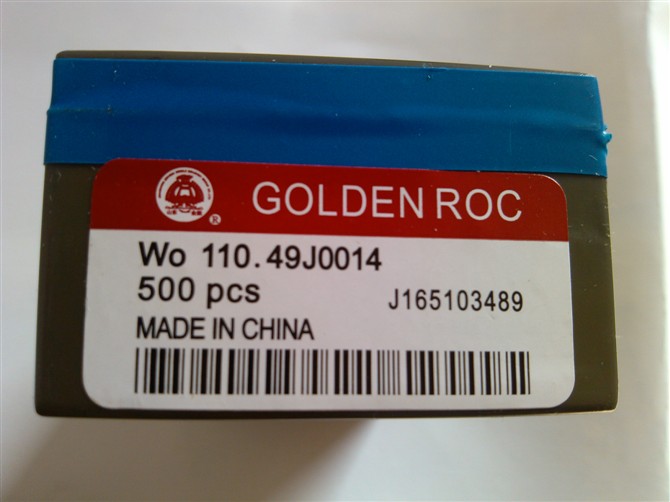 GOLDEN ROC
®
Wo 110.49J0014
500 pcs
J165103489
MADE IN CHINA